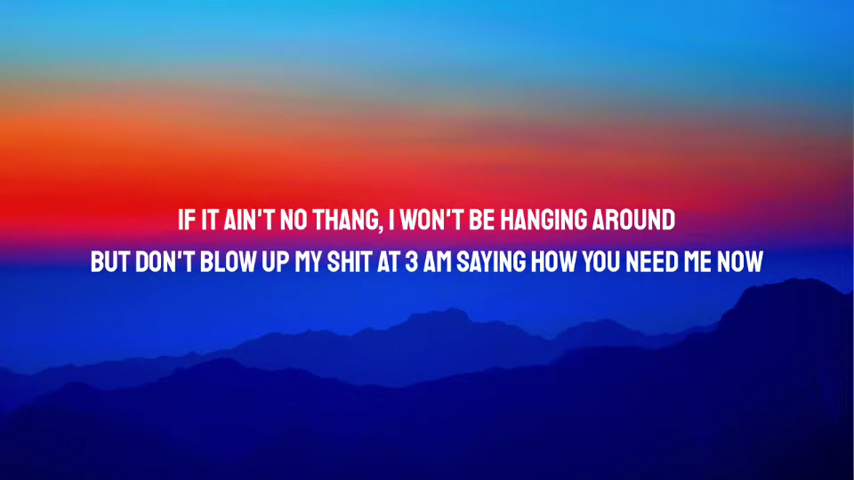 IF IT AIN'T NO THANG, I WON'T BE HANGING AROUND
BUT DON'T BLOW UP MY SHIT AT 3 AM SAYING HOW YOU NEED ME NOW